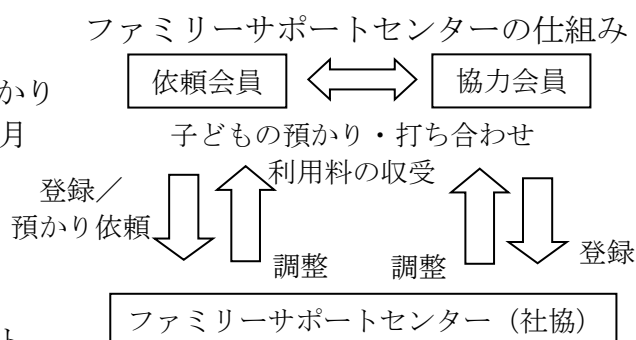 ファミリーサポートセンターの仕組み
依頼会員
協力会員
かり
月
子どもの預かり・打ち合わせ
利用料の収受
登録／
預かり依頼
調整
調整
登録
ファミリーサポートセンター（社協）